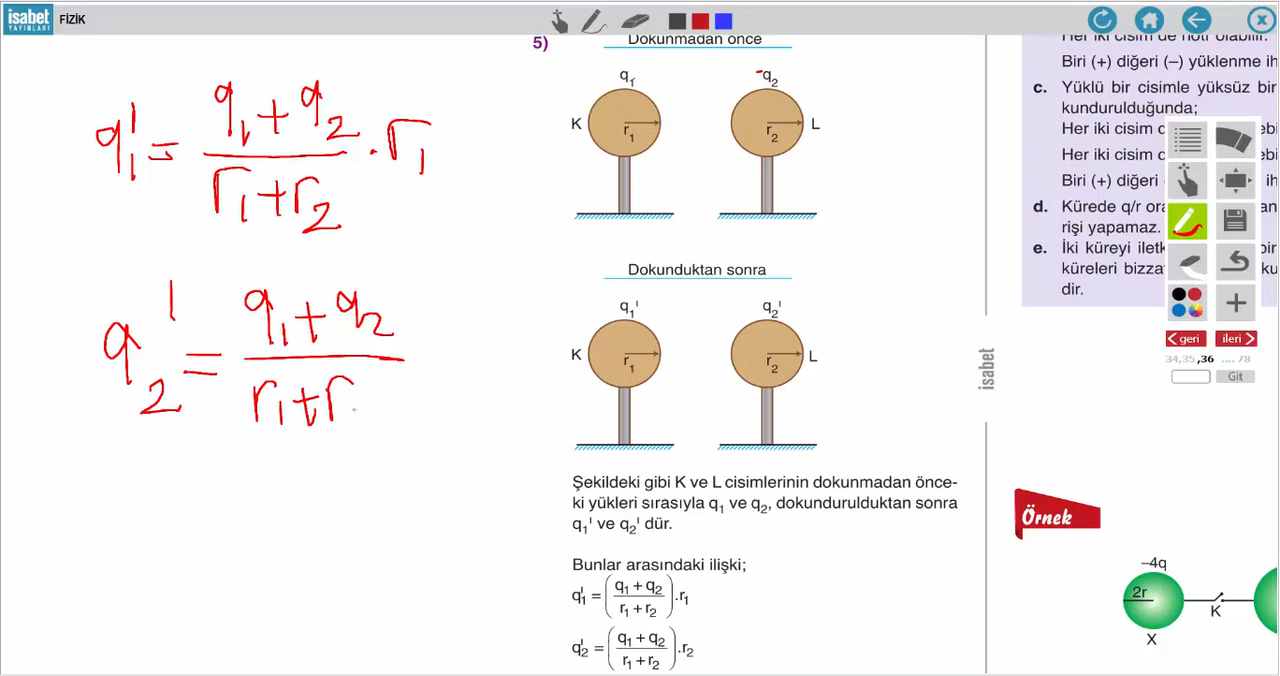 isabet
YAYINLARI
FİZİK
q₁' = q₁ + q₂ / r₁ + r₂ . r₁
q₂' = q₁ + q₂ / r₁ + r
5)
Dokunmadan önce
q₁
-q₂
K
r₁
r₂
L
Dokunduktan sonra
q₁'
q₂'
K
r₁
r₂
L
Şekildeki gibi K ve L cisimlerinin dokunmadan önce-
ki yükleri sırasıyla q₁ ve q₂, dokundurulduktan sonra
q₁' ve q₂' dür.
Bunlar arasındaki ilişki;
q₁' = (q₁ + q₂ / r₁ + r₂) .r₁
q₂' = (q₁ + q₂ / r₁ + r₂) .r₂
isabet
Her iki cisim de nötr olabilir.
Biri (+) diğeri (–) yüklenme ih
c. Yüklü bir cisimle yüksüz bir
kundurulduğunda;
Her iki cisim
Her iki cisim
Biri (+) diğeri
d. Kürede q/r
rişi yapamaz.
e. İki küreyi
küreleri
dir.
geri
ileri
34,35,36 .... 78
Git
Örnek
–4q
2r
K
X